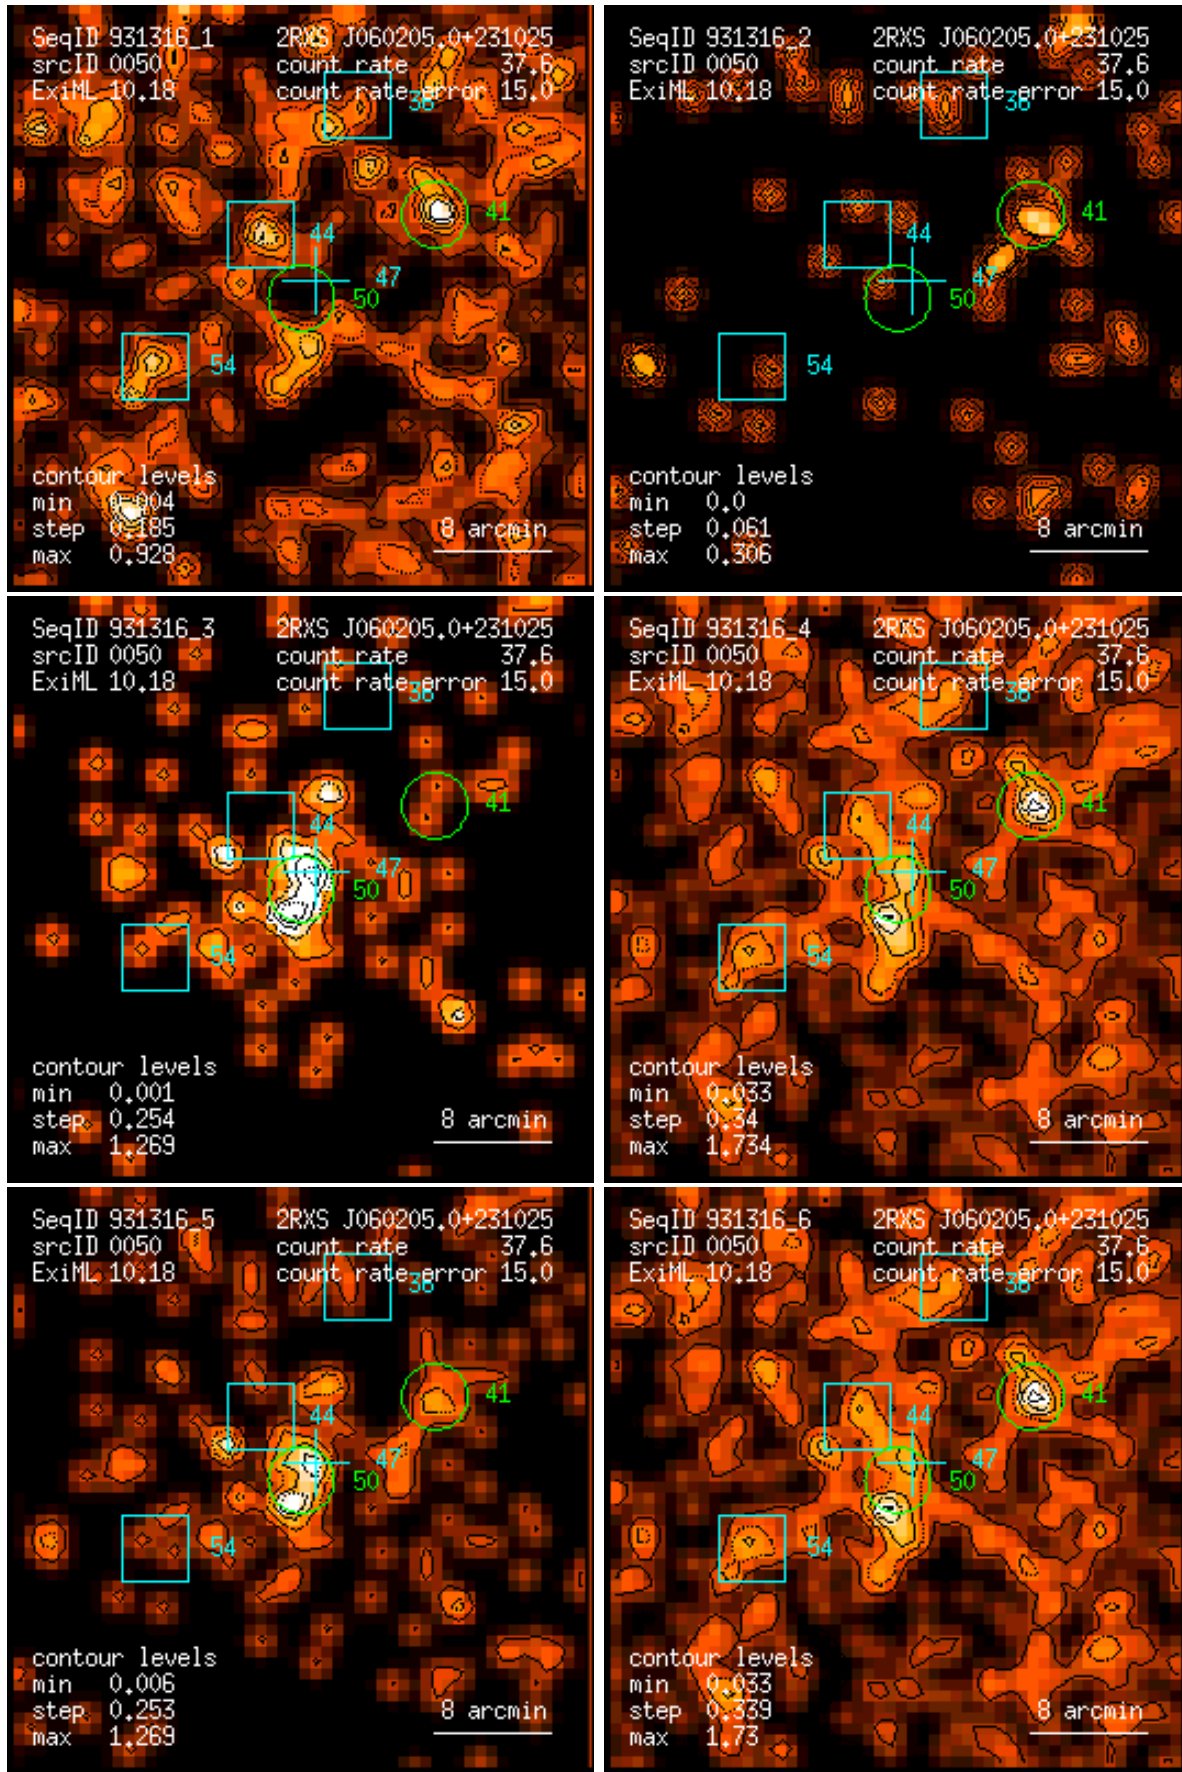 SeqID 931316_1 2RXS J060205.0+231025
srcID 0050 count rate 37.6
ExiML 10.18 count rate error 15.0
36
41
44
47
50
54
contour levels
min 0.004
step 0.185
max 0.928
8 arcmin
SeqID 931316_2 2RXS J060205.0+231025
srcID 0050 count rate 37.6
ExiML 10.18 count rate error 15.0
36
41
44
47
50
54
contour levels
min 0.0
step 0.061
max 0.306
8 arcmin
SeqID 931316_3 2RXS J060205.0+231025
srcID 0050 count rate 37.6
ExiML 10.18 count rate error 15.0
36
41
44
47
50
54
contour levels
min 0.001
step 0.254
max 1.269
8 arcmin
SeqID 931316_4 2RXS J060205.0+231025
srcID 0050 count rate 37.6
ExiML 10.18 count rate error 15.0
36
41
44
47
50
54
contour levels
min 0.033
step 0.34
max 1.734
8 arcmin
SeqID 931316_5 2RXS J060205.0+231025
srcID 0050 count rate 37.6
ExiML 10.18 count rate error 15.0
36
41
44
47
50
54
contour levels
min 0.006
step 0.253
max 1.269
8 arcmin
SeqID 931316_6 2RXS J060205.0+231025
srcID 0050 count rate 37.6
ExiML 10.18 count rate error 15.0
36
41
44
47
50
54
contour levels
min 0.033
step 0.339
max 1.73
8 arcmin